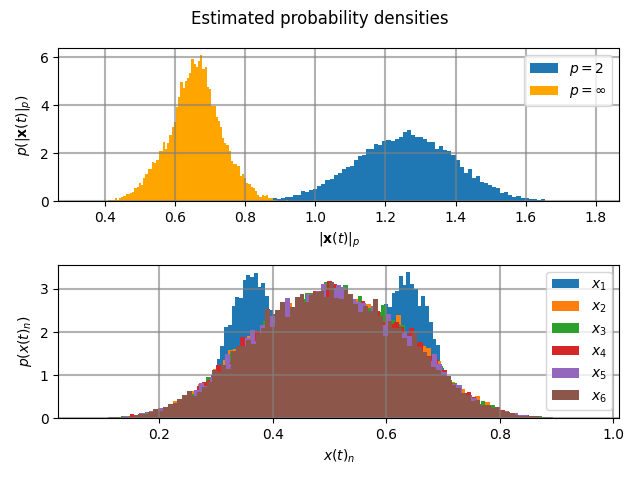 Estimated probability densities
6
4
2
0
p(|x(t)|_p)
0.4 0.6 0.8 1.0 1.2 1.4 1.6 1.8
|x(t)|_p
p = 2
p = ∞
3
2
1
0
p(x(t)_n)
0.2 0.4 0.6 0.8 1.0
x(t)_n
x_1
x_2
x_3
x_4
x_5
x_6